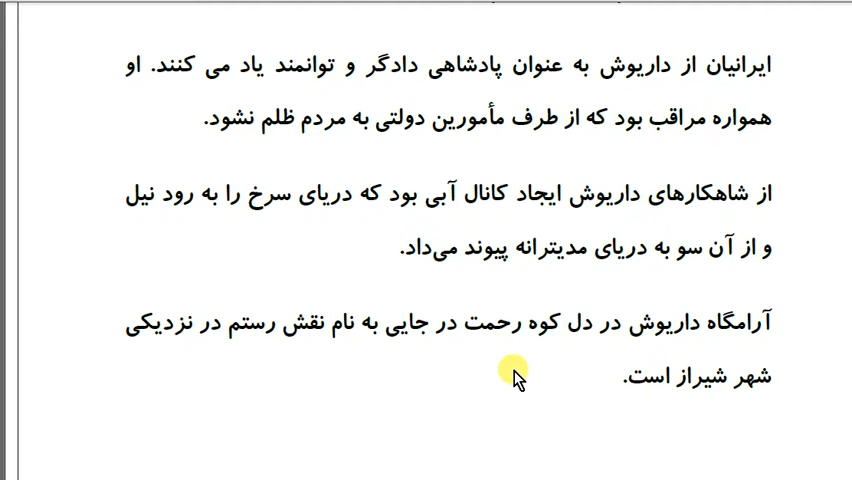 ایرانیان از داریوش به عنوان پادشاهی دادگر و توانمند یاد می کنند. او
همواره مراقب بود که از طرف مأمورین دولتی به مردم ظلم نشود.
از شاهکارهای داریوش ایجاد کانال آبی بود که دریای سرخ را به رود نیل
و از آن سو به دریای مدیترانه پیوند می‌داد.
آرامگاه داریوش در دل کوه رحمت در جایی به نام نقش رستم در نزدیکی
شهر شیراز است.